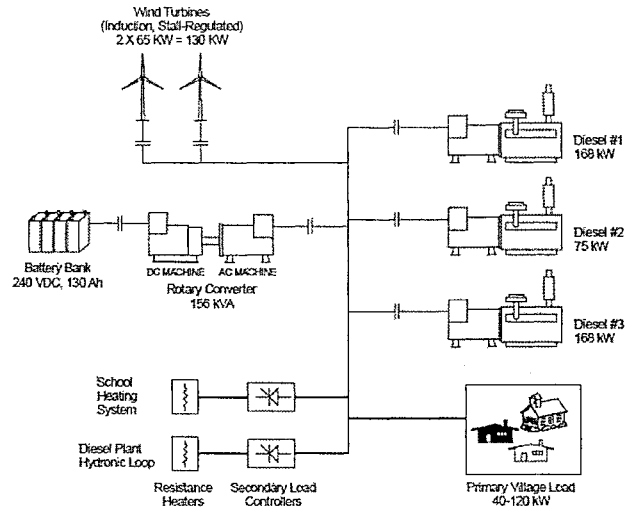 Wind Turbines
(Induction, Stall-Regulated)
2 X 65 KW = 130 KW
Diesel #1
168 kW
Diesel #2
75 kW
Battery Bank
240 VDC, 130 Ah
DC MACHINE
AC MACHINE
Rotary Converter
156 kVA
Diesel #3
168 kW
School
Heating
System
Diesel Plant
Hydronic Loop
Resistance
Heaters
Secondary Load
Controllers
Primary Village Load
40-120 kW